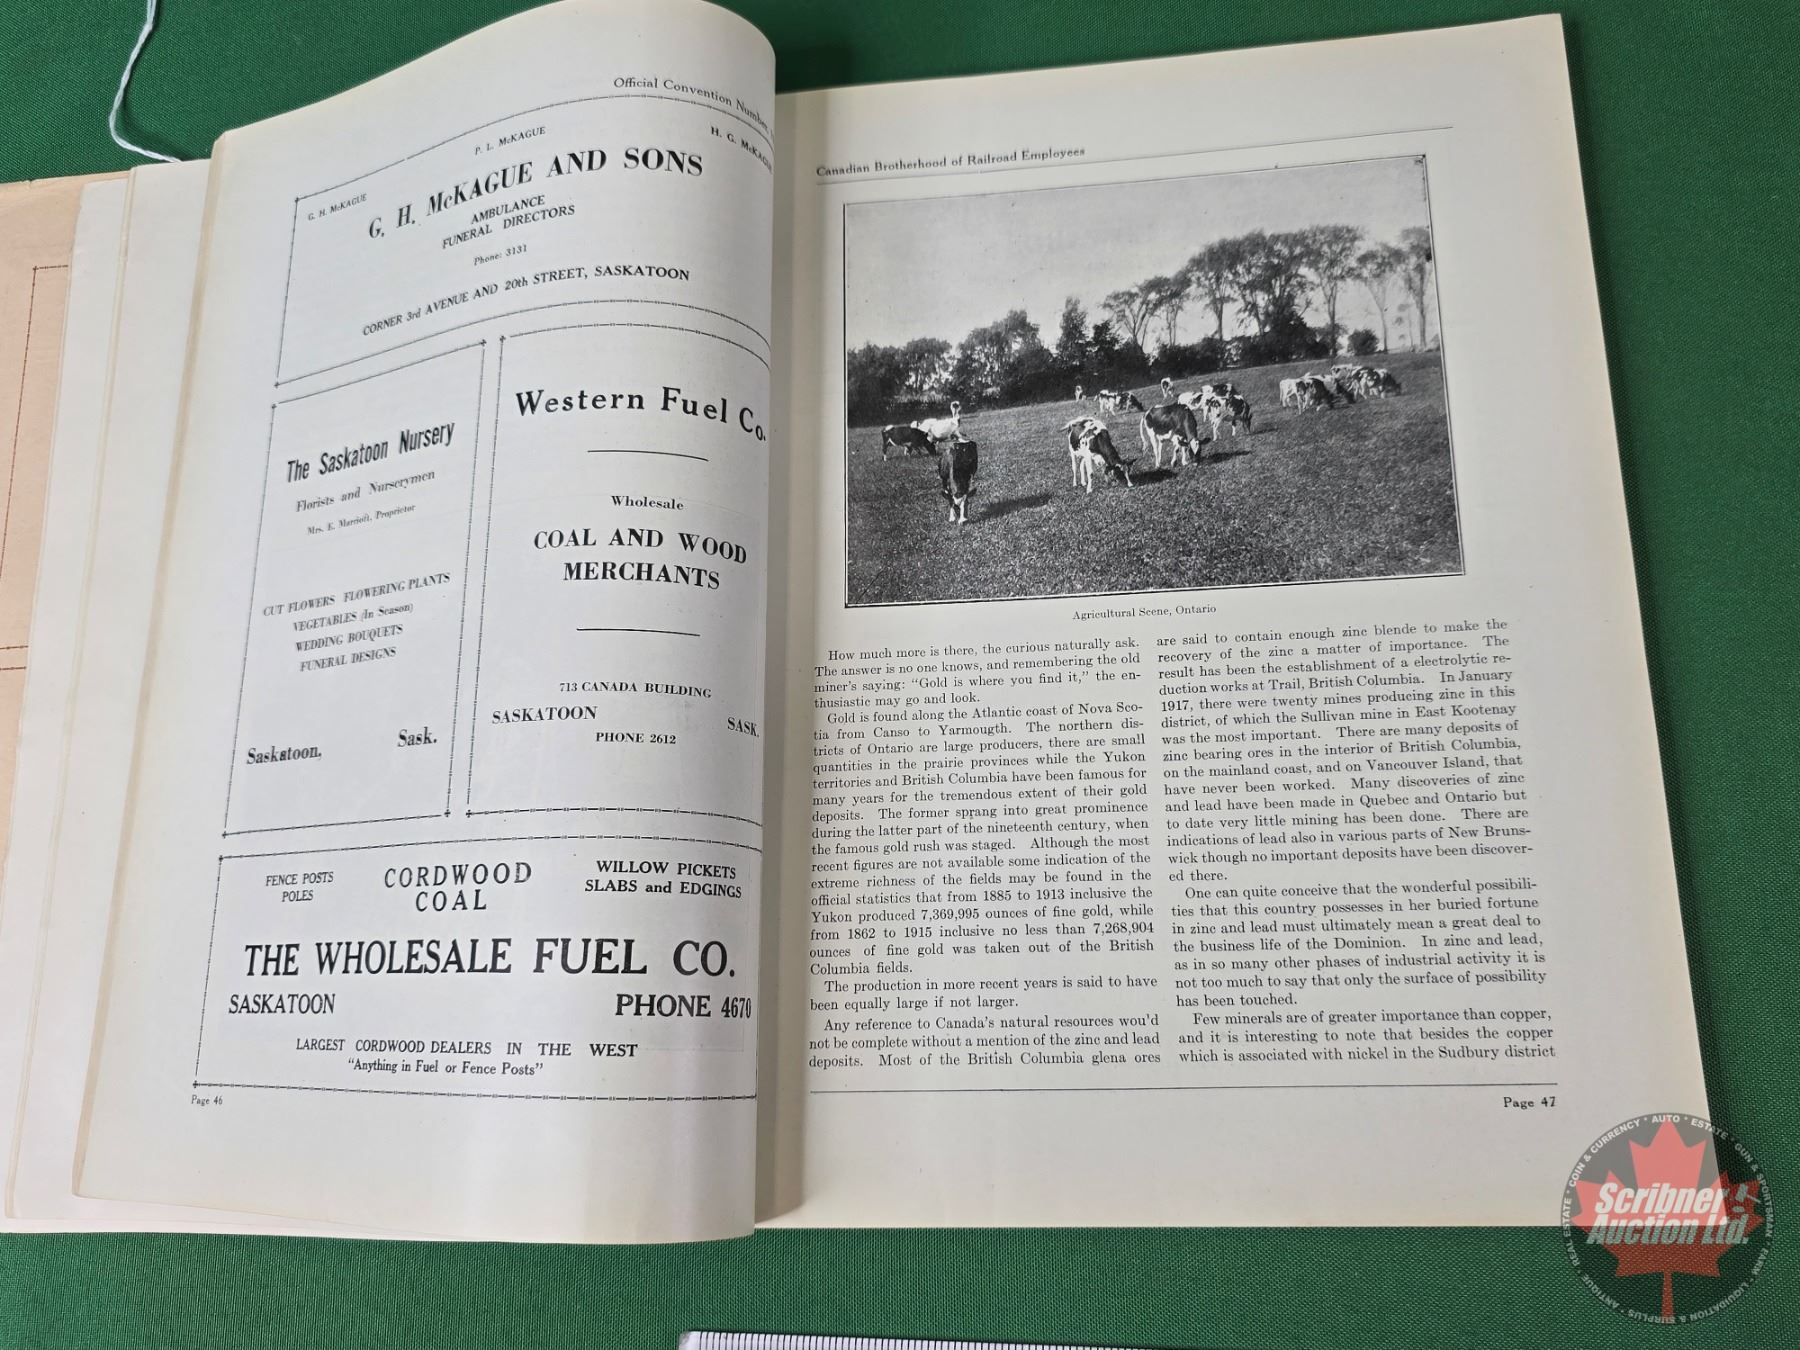 Official Convention Number,
P. L. McKAGUE
H. G. McKAGUE
G. H. McKAGUE
G. H. McKAGUE AND SONS
AMBULANCE
FUNERAL DIRECTORS
Phone: 3131
CORNER 3rd AVENUE AND 20th STREET, SASKATOON
The Saskatoon Nursery
Florists and Nurserymen
Mrs. E. Marriott, Proprietor
CUT FLOWERS FLOWERING PLANTS
VEGETABLES (In Season)
WEDDING BOUQUETS
FUNERAL DESIGNS
Saskatoon, Sask.
Western Fuel Co.
Wholesale
COAL AND WOOD
MERCHANTS
713 CANADA BUILDING
SASKATOON SASK.
PHONE 2612
FENCE POSTS
POLES
CORDWOOD
COAL
WILLOW PICKETS
SLABS and EDGINGS
THE WHOLESALE FUEL CO.
SASKATOON PHONE 4670
LARGEST CORDWOOD DEALERS IN THE WEST
"Anything in Fuel or Fence Posts"
Page 46
Canadian Brotherhood of Railroad Employees
Agricultural Scene, Ontario
How much more is there, the curious naturally ask.
The answer is no one knows, and remembering the old
miner's saying: "Gold is where you find it," the en-
thusiastic may go and look.
Gold is found along the Atlantic coast of Nova Sco-
tia from Canso to Yarmougth. The northern dis-
tricts of Ontario are large producers, there are small
quantities in the prairie provinces while the Yukon
territories and British Columbia have been famous for
many years for the tremendous extent of their gold
deposits. The former sprang into great prominence
during the latter part of the nineteenth century, when
the famous gold rush was staged. Although the most
recent figures are not available some indication of the
extreme richness of the fields may be found in the
official statistics that from 1885 to 1913 inclusive the
Yukon produced 7,369,995 ounces of fine gold, while
from 1862 to 1915 inclusive no less than 7,268,904
ounces of fine gold was taken out of the British
Columbia fields.
The production in more recent years is said to have
been equally large if not larger.
Any reference to Canada's natural resources wou'd
not be complete without a mention of the zinc and lead
deposits. Most of the British Columbia glena ores
are said to contain enough zinc blende to make the
recovery of the zinc a matter of importance. The
result has been the establishment of a electrolytic re-
duction works at Trail, British Columbia. In January
1917, there were twenty mines producing zinc in this
district, of which the Sullivan mine in East Kootenay
was the most important. There are many deposits of
zinc bearing ores in the interior of British Columbia,
on the mainland coast, and on Vancouver Island, that
have never been worked. Many discoveries of zinc
and lead have been made in Quebec and Ontario but
to date very little mining has been done. There are
indications of lead also in various parts of New Bruns-
wick though no important deposits have been discover-
ed there.
One can quite conceive that the wonderful possibili-
ties that this country possesses in her buried fortune
in zinc and lead must ultimately mean a great deal to
the business life of the Dominion. In zinc and lead,
as in so many other phases of industrial activity it is
not too much to say that only the surface of possibility
has been touched.
Few minerals are of greater importance than copper,
and it is interesting to note that besides the copper
which is associated with nickel in the Sudbury district
Page 47
Scribner
Auction Ltd.
REAL ESTATE * COIN & CURRENCY * AUTO * ESTATE * GUN & SPORTSMAN * FARM * LIQUIDATION & SURPLUS * ANTIQUE